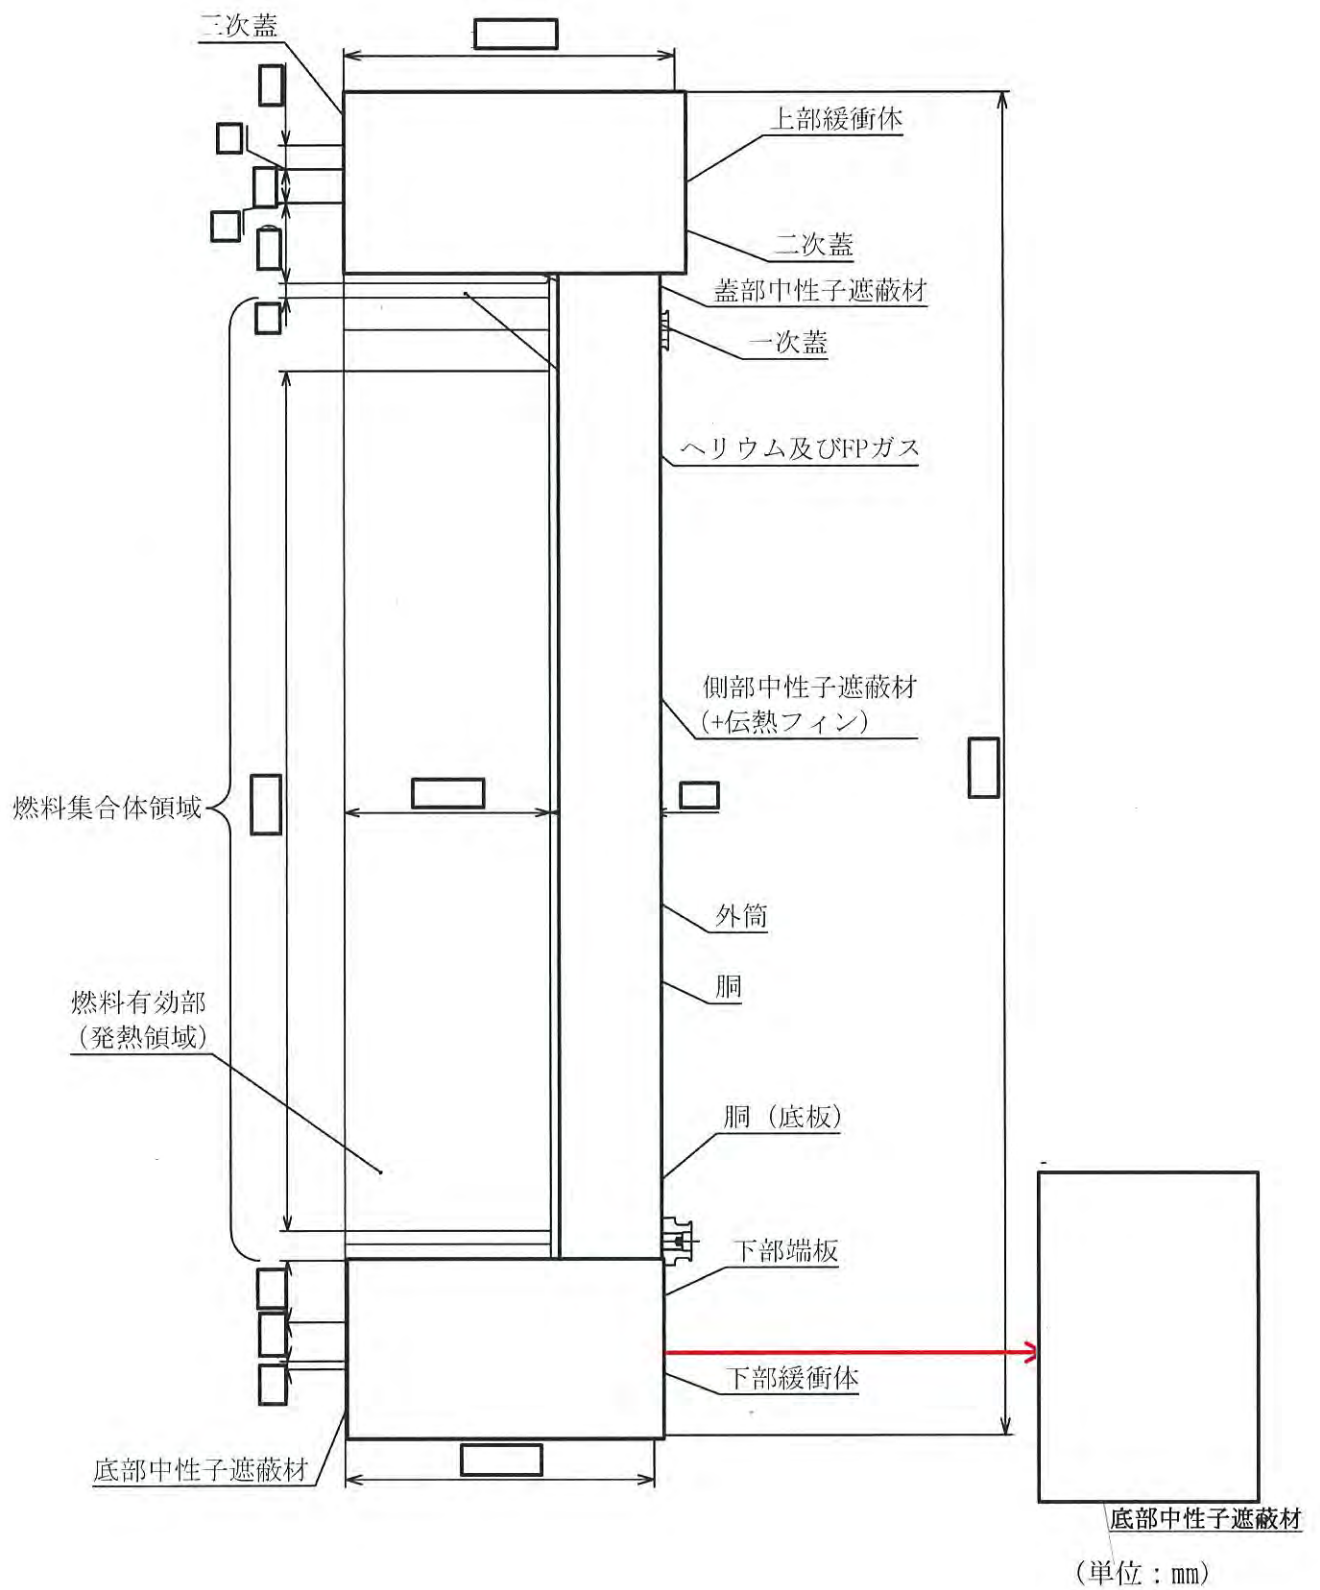 三次蓋
上部緩衝体
二次蓋
蓋部中性子遮蔽材
一次蓋
ヘリウム及びFPガス
側部中性子遮蔽材
(+伝熱フィン)
燃料集合体領域
外筒
胴
燃料有効部
(発熱領域)
胴（底板）
下部端板
下部緩衝体
底部中性子遮蔽材
底部中性子遮蔽材
(単位：mm)